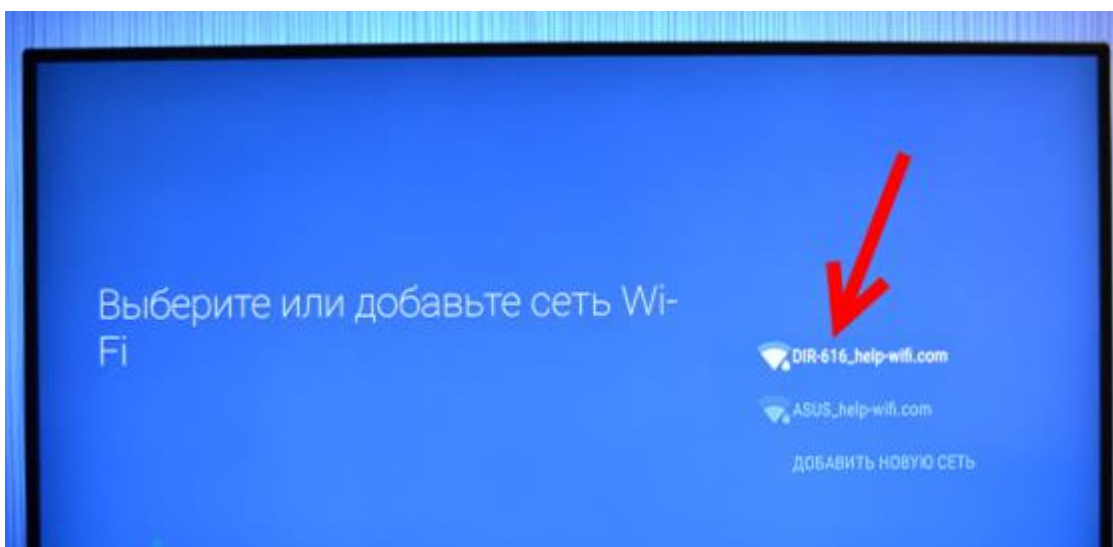 Выберите или добавьте сеть Wi-
Fi
DIR-616_help-wifi.com
ASUS_help-wifi.com
ДОБАВИТЬ НОВУЮ СЕТЬ